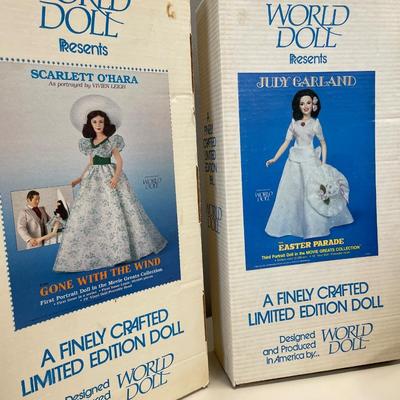 WORLD
DOLL
Presents
SCARLETT O'HARA
As portrayed by VIVIEN LEIGH
WORLD
DOLL
GONE WITH THE WIND
First Portrait Doll in the Movie Greats Collection
A FINELY CRAFTED
LIMITED EDITION DOLL
Designed
WORLD
DOLL
WORLD
DOLL
Presents
JUDY GARLAND
WORLD
DOLL
EASTER PARADE
Third Portrait Doll in the MOVIE GREATS COLLECTION
A FINELY CRAFTED
LIMITED EDITION DOLL
Designed
and Produced
in America by...
WORLD
DOLL